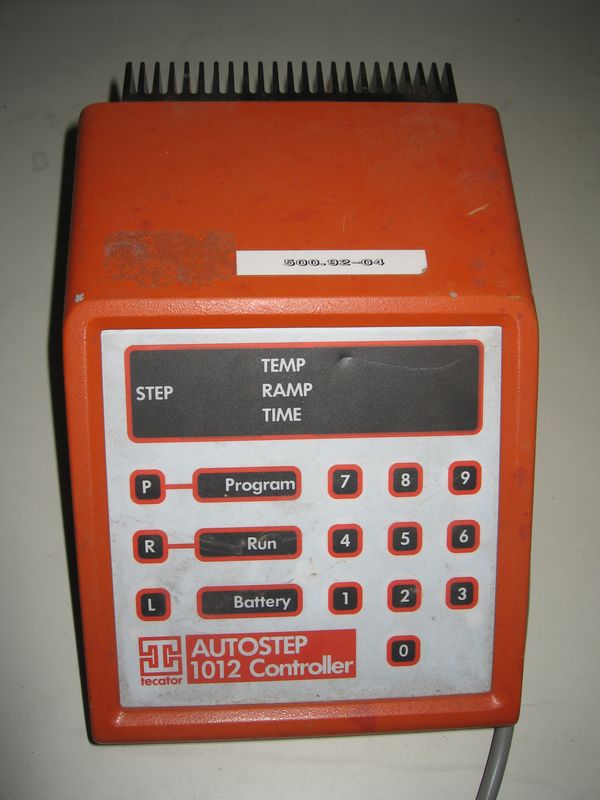 500.92-04
TEMP
STEP RAMP
TIME
P Program 7 8 9
R Run 4 5 6
L Battery 1 2 3
0
AUTOSTEP
1012 Controller
tecator